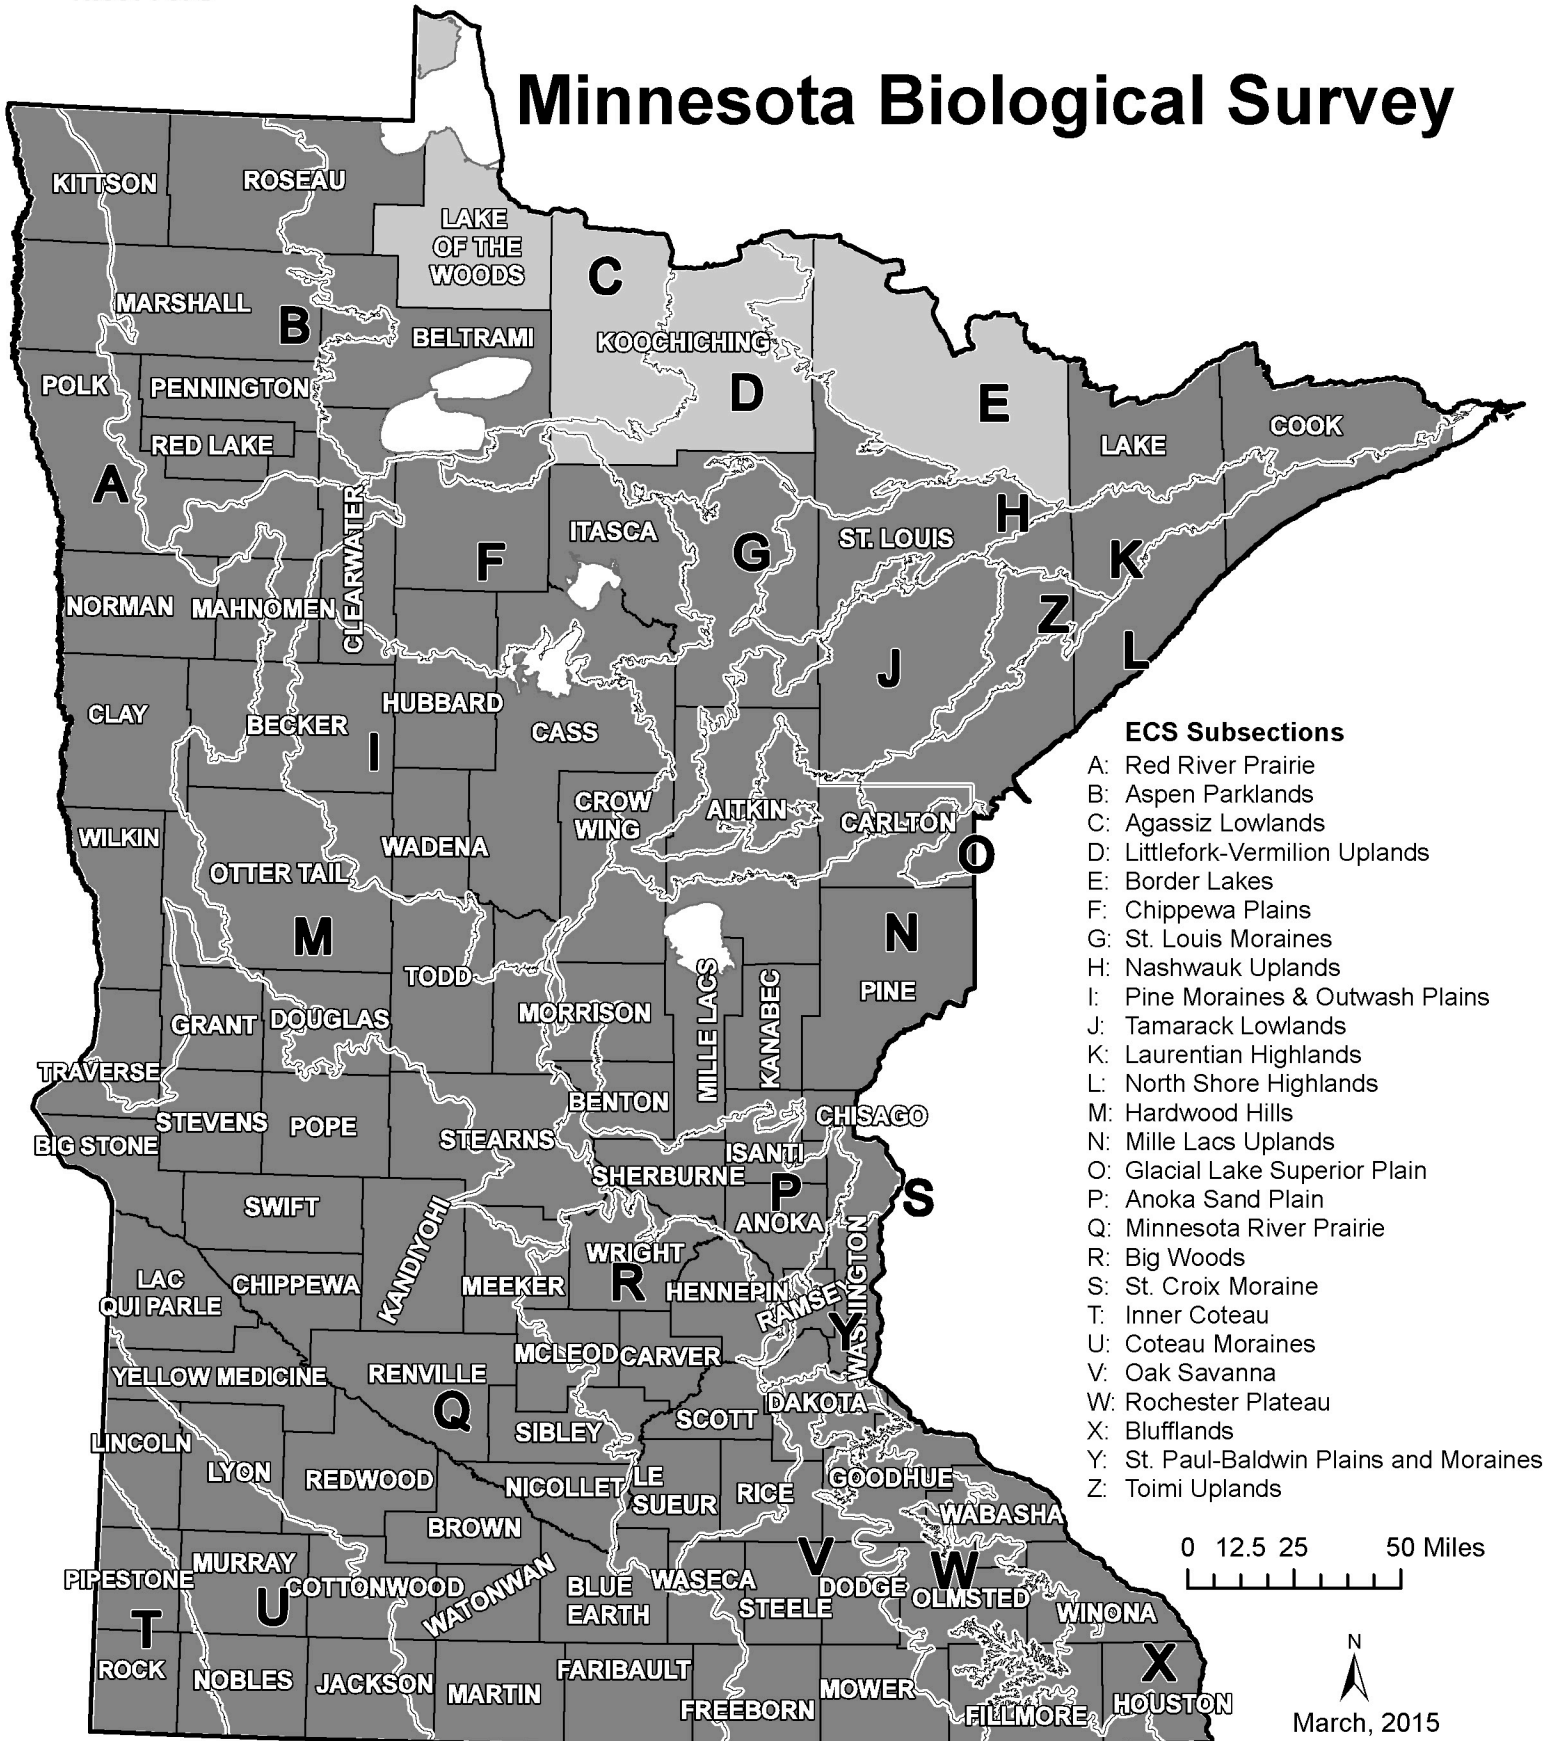 Minnesota Biological Survey
KITTSON
ROSEAU
LAKE
OF THE
WOODS
C
MARSHALL
B
BELTRAMI
KOOCHICHING
POLK
PENNINGTON
D
E
RED LAKE
LAKE
COOK
A
CLEARWATER
ITASCA
H
ST. LOUIS
F
G
K
NORMAN
MAHNOMEN
Z
L
J
CLAY
BECKER
HUBBARD
CASS
I
WILKIN
OTTER TAIL
WADENA
CROW
WING
AITKIN
CARLTON
O
M
N
TODD
PINE
GRANT
DOUGLAS
MORRISON
MILLE LACS
KANABEC
TRAVERSE
STEVENS
POPE
BENTON
CHISAGO
BIG STONE
STEARNS
ISANTI
SHERBURNE
P
S
SWIFT
ANOKA
KANDIYOHI
WRIGHT
R
HENNEPIN
RAMSEY
WASHINGTON
Y
LAC
QUI PARLE
CHIPPEWA
MEEKER
MCLEOD
CARVER
YELLOW MEDICINE
RENVILLE
Q
DAKOTA
SCOTT
SIBLEY
LINCOLN
LYON
REDWOOD
NICOLLET
LE
SUEUR
RICE
GOODHUE
WABASHA
BROWN
V
W
PIPESTONE
MURRAY
COTTONWOOD
WATONWAN
BLUE
EARTH
WASECA
STEELE
DODGE
OLMSTED
WINONA
T
U
X
ROCK
NOBLES
JACKSON
MARTIN
FARIBAULT
FREEBORN
MOWER
FILLMORE
HOUSTON
ECS Subsections
A: Red River Prairie
B: Aspen Parklands
C: Agassiz Lowlands
D: Littlefork-Vermilion Uplands
E: Border Lakes
F: Chippewa Plains
G: St. Louis Moraines
H: Nashwauk Uplands
I: Pine Moraines & Outwash Plains
J: Tamarack Lowlands
K: Laurentian Highlands
L: North Shore Highlands
M: Hardwood Hills
N: Mille Lacs Uplands
O: Glacial Lake Superior Plain
P: Anoka Sand Plain
Q: Minnesota River Prairie
R: Big Woods
S: St. Croix Moraine
T: Inner Coteau
U: Coteau Moraines
V: Oak Savanna
W: Rochester Plateau
X: Blufflands
Y: St. Paul-Baldwin Plains and Moraines
Z: Toimi Uplands
0 12.5 25 50 Miles
N
March, 2015